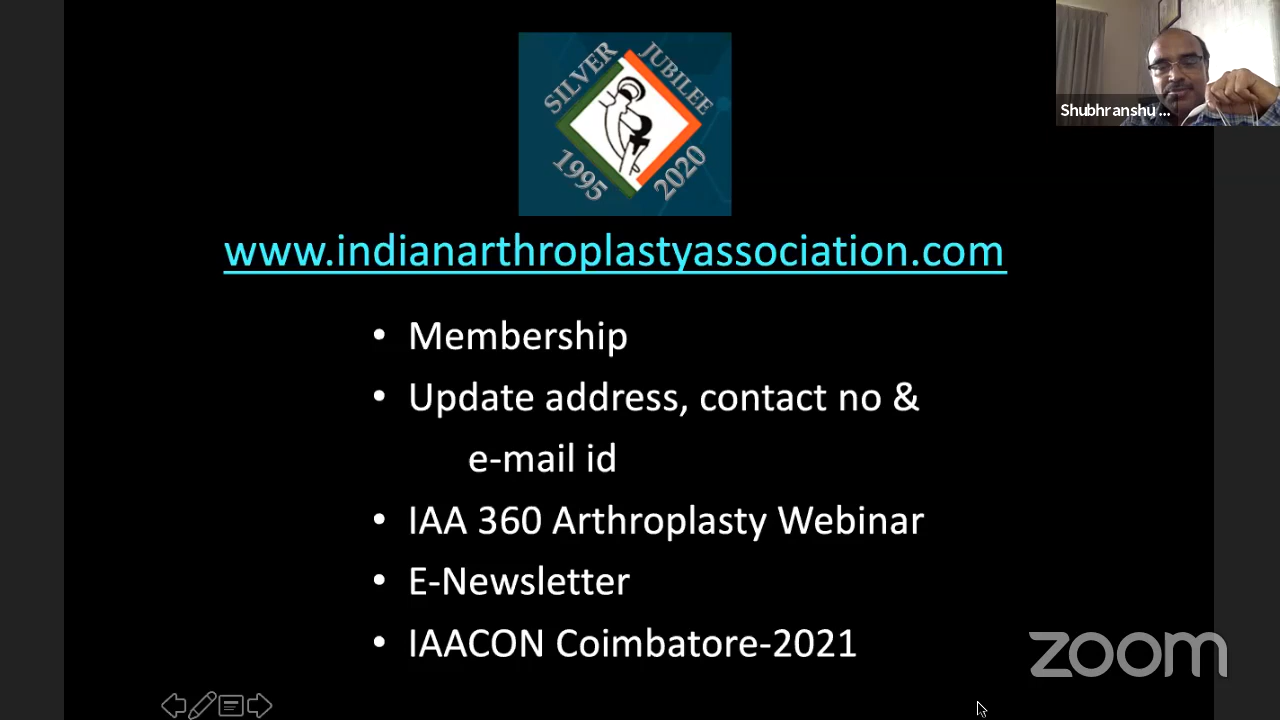 SILVER JUBILEE
1995 2020
Shubhranshu ...
www.indianarthroplastyassociation.com
• Membership
• Update address, contact no &
e-mail id
• IAA 360 Arthroplasty Webinar
• E-Newsletter
• IAACON Coimbatore-2021
zoom